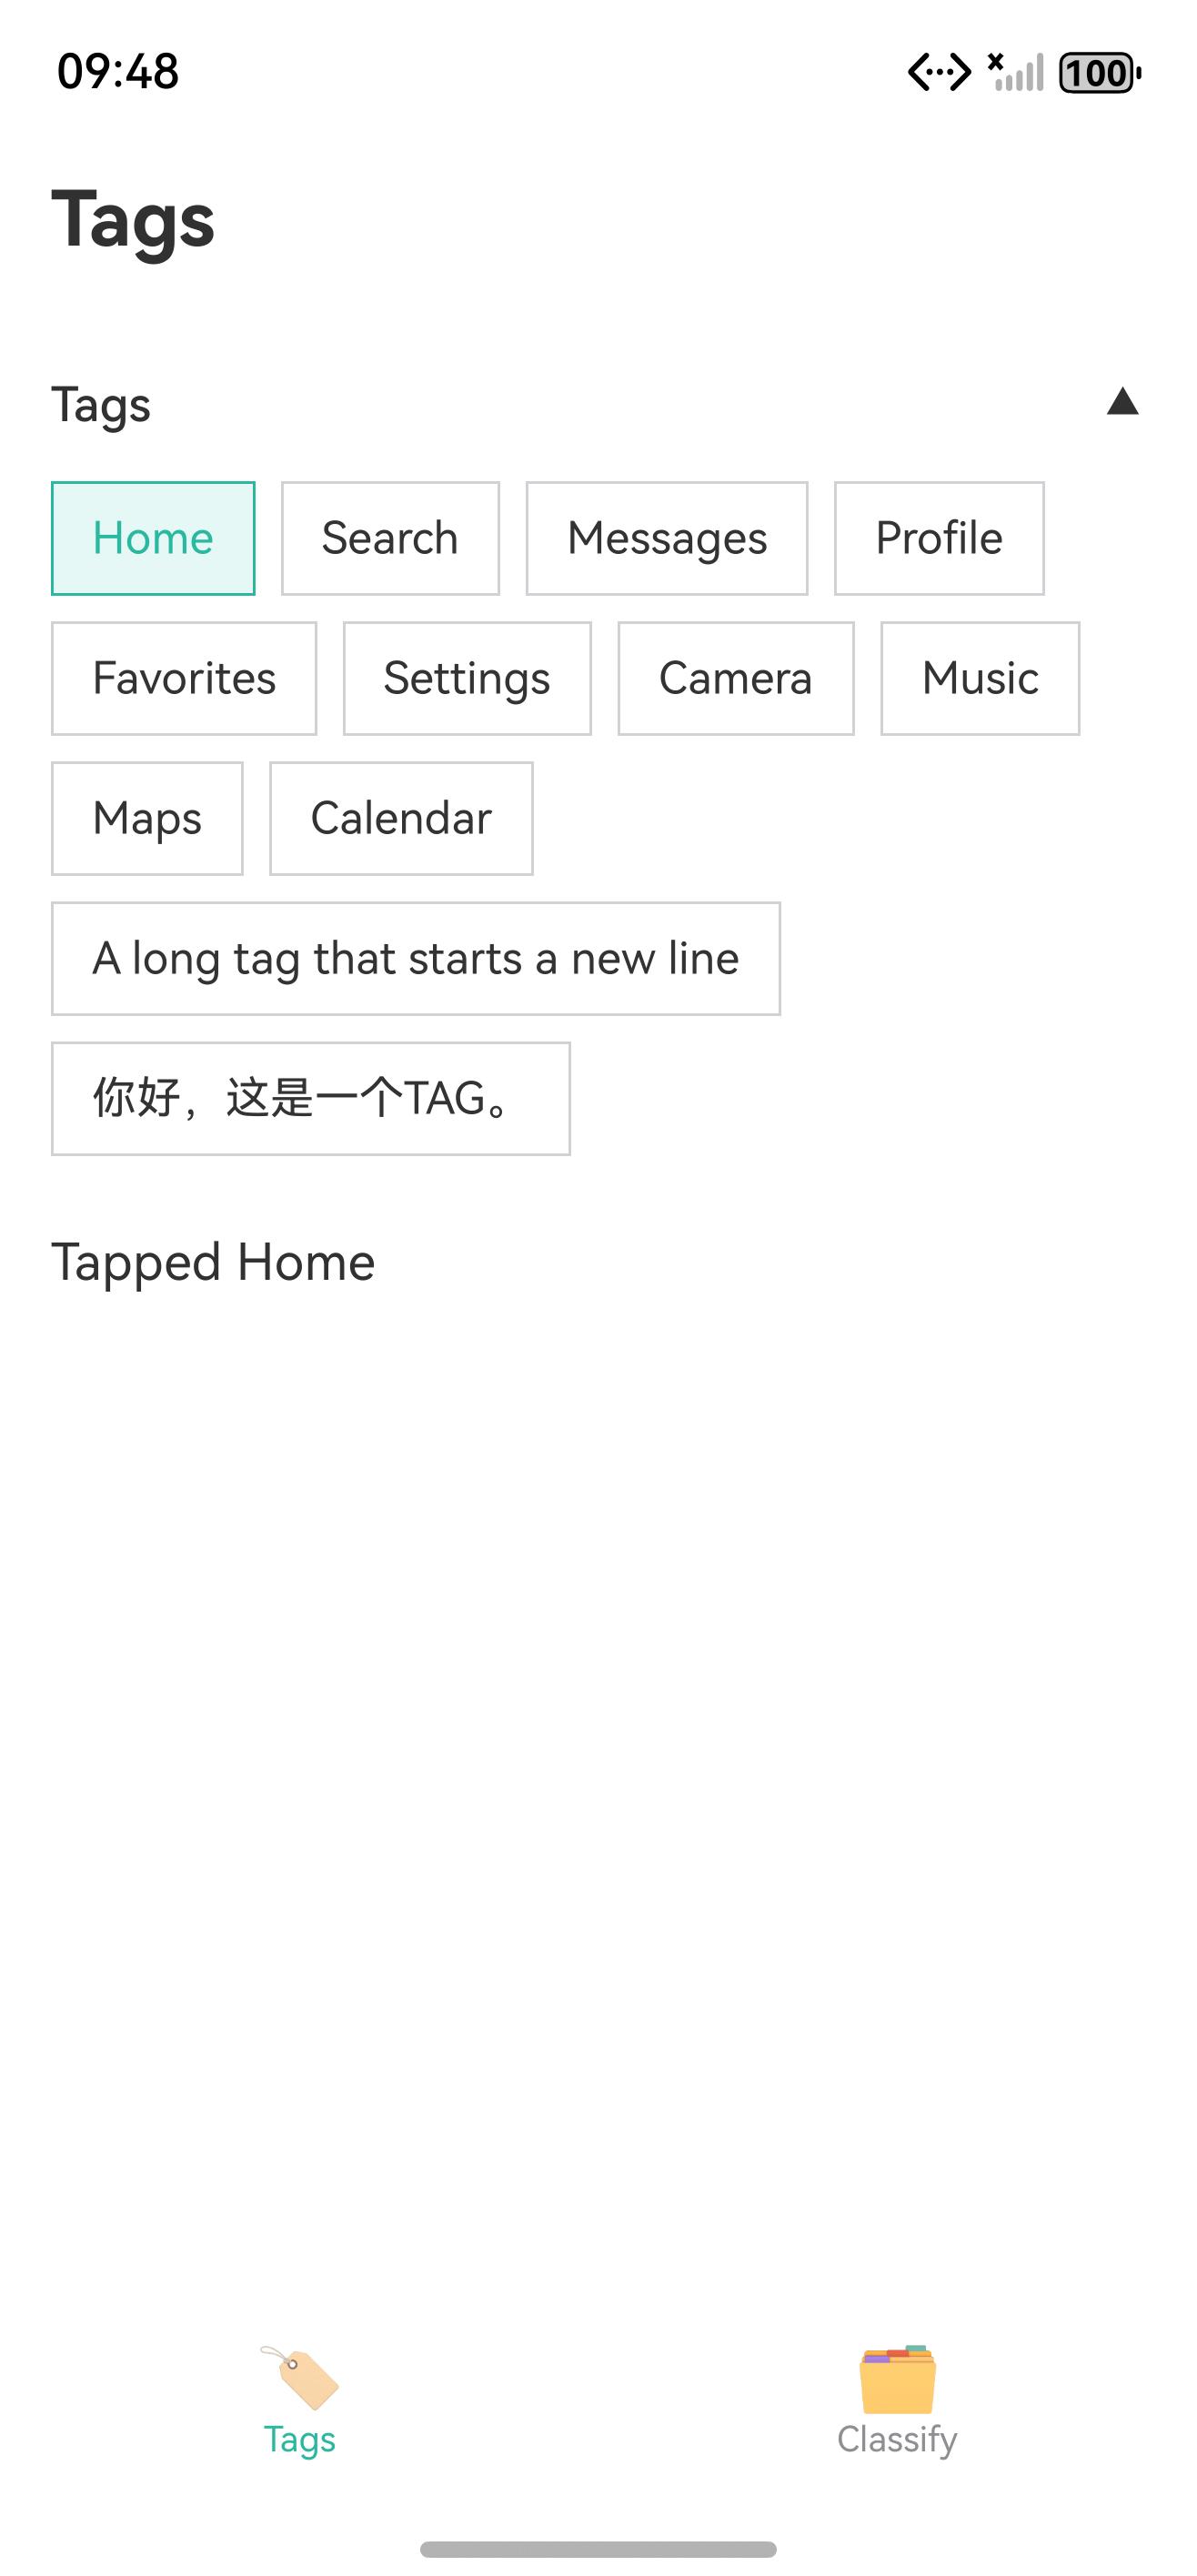 09:48
100
Tags
Tags
Home Search Messages Profile
Favorites Settings Camera Music
Maps Calendar
A long tag that starts a new line
你好，这是一个TAG。
Tapped Home
Tags Classify